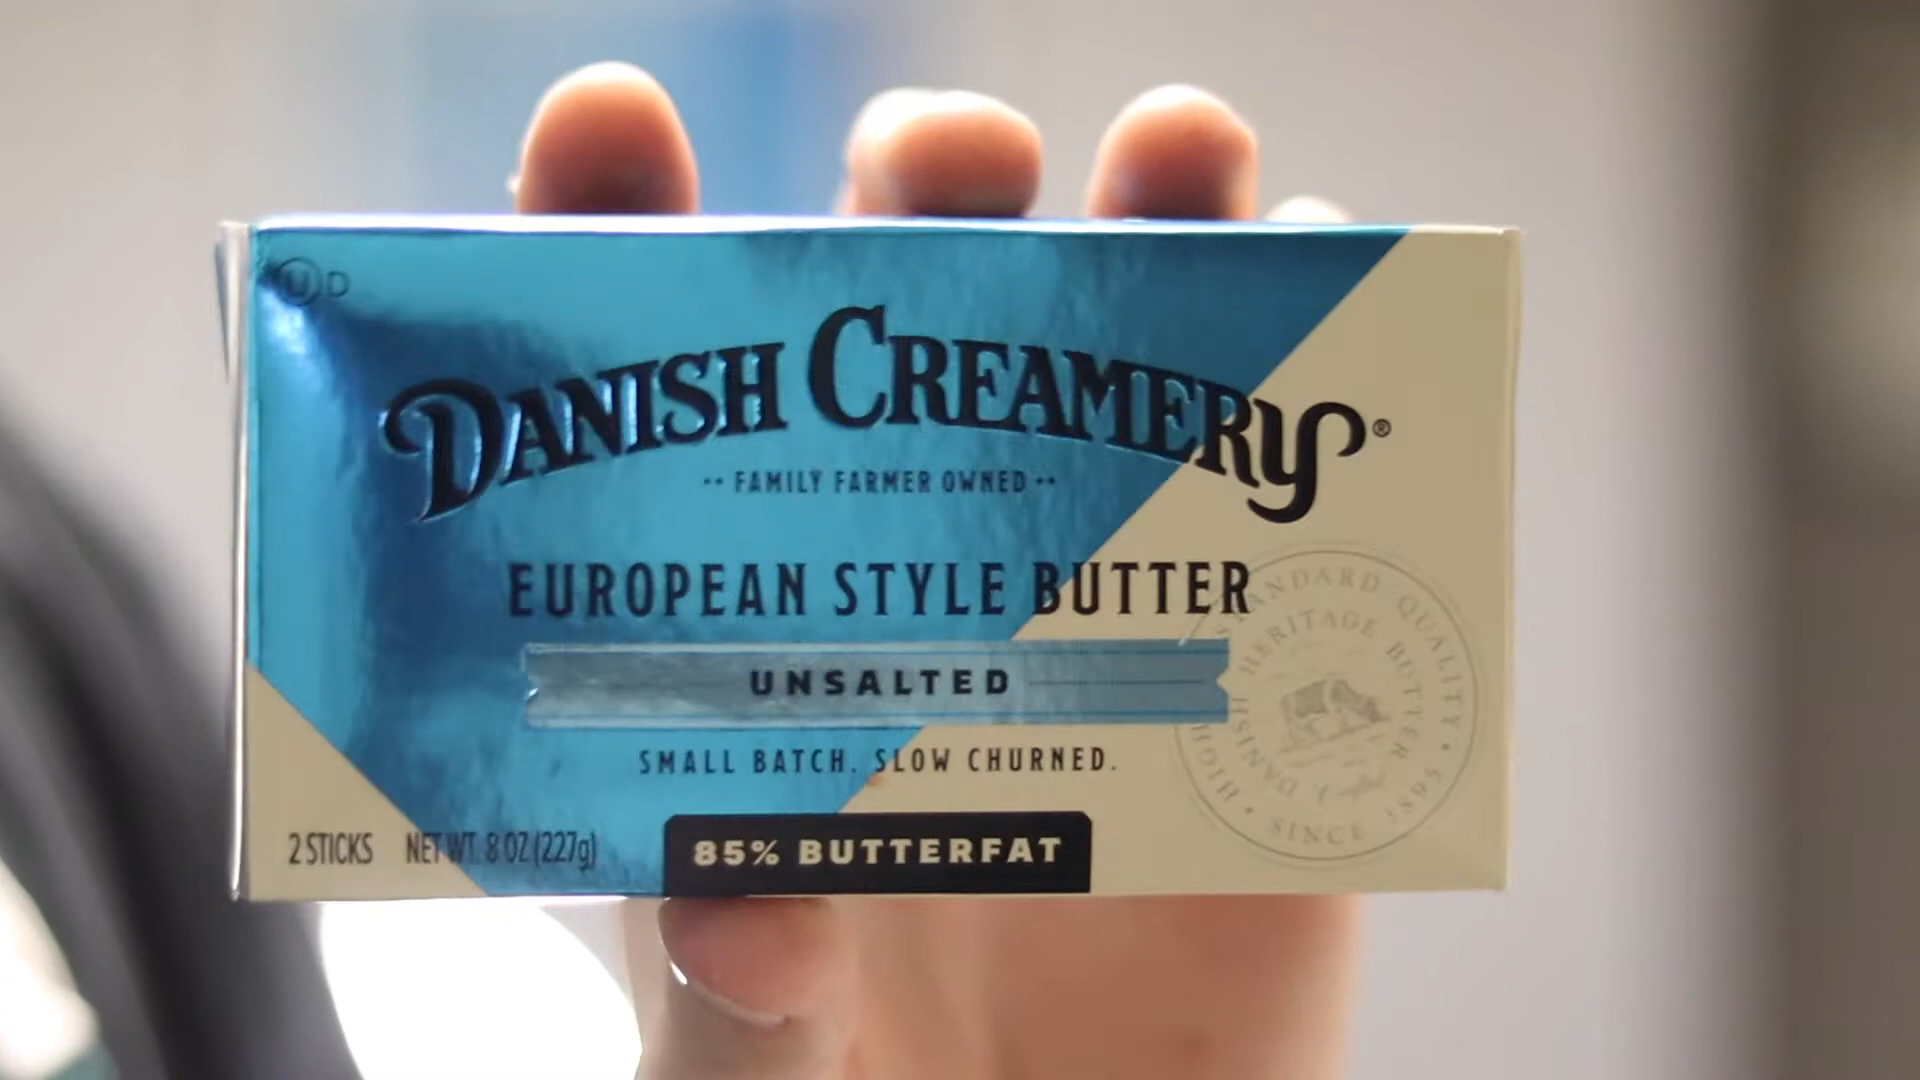 Ⓤ D
DANISH CREAMERY®
•• FAMILY FARMER OWNED ••
EUROPEAN STYLE BUTTER
UNSALTED
SMALL BATCH. SLOW CHURNED.
HIGH STANDARD QUALITY • SINCE 1895 •
DANISH HERITAGE BUTTER
2 STICKS NET WT. 8 OZ (227g)
85% BUTTERFAT